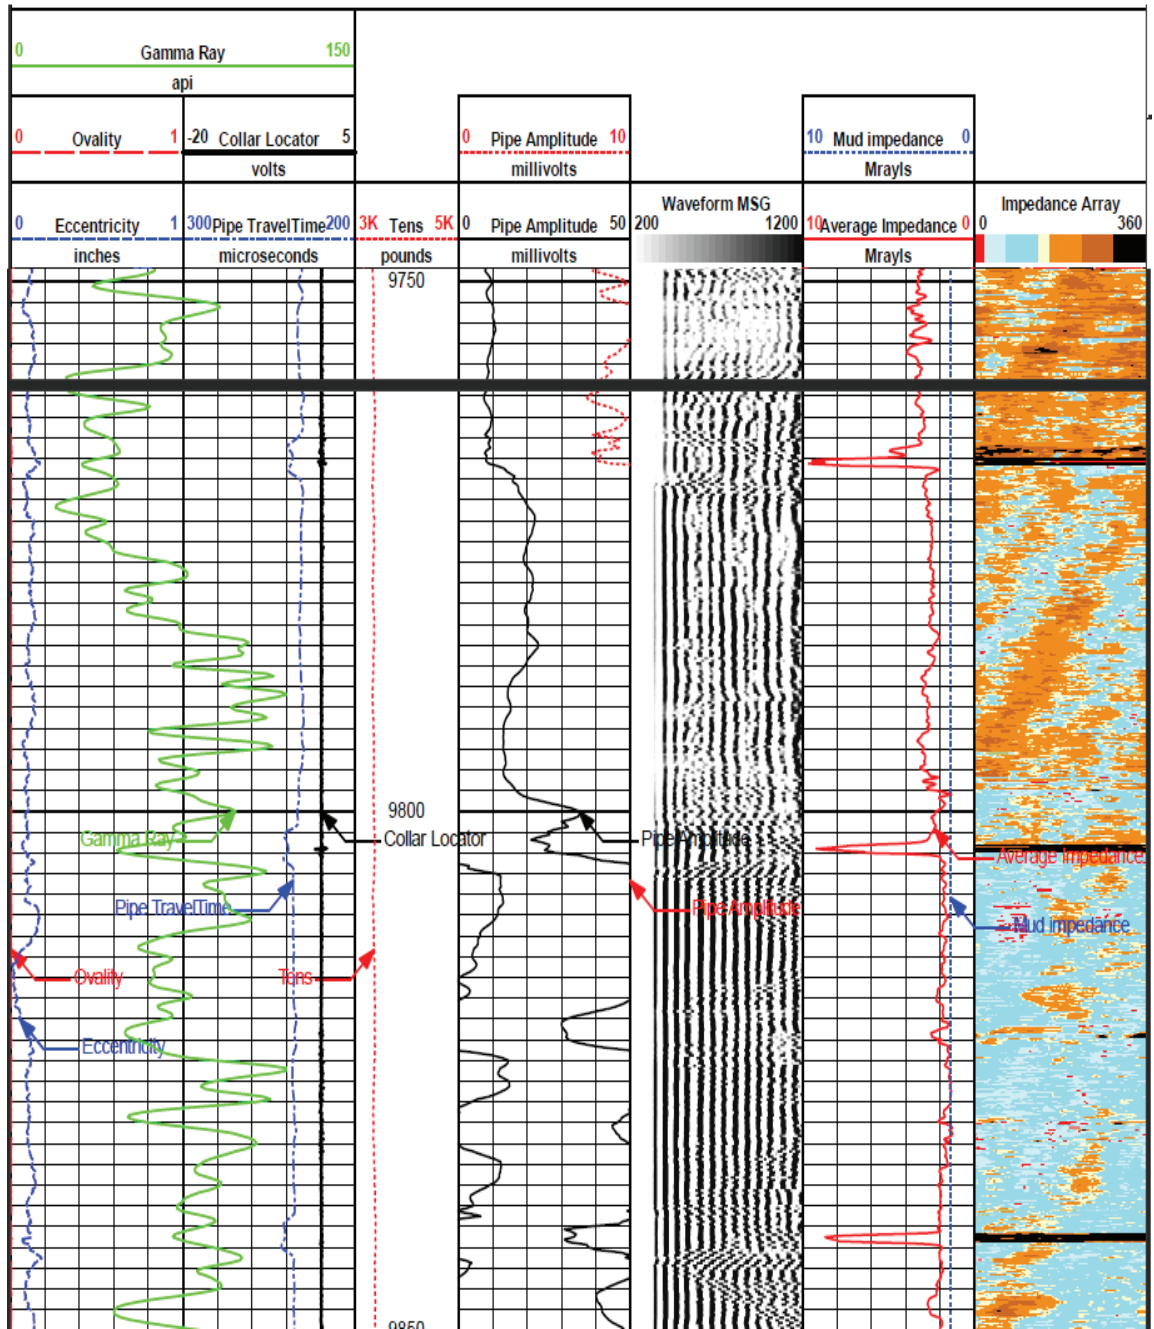 0 Gamma Ray 150
api
0 Ovality 1 -20 Collar Locator 5 0 Pipe Amplitude 10 10 Mud impedance 0
volts millivolts Mrayls
Waveform MSG Impedance Array
0 Eccentricity 1 300 Pipe TravelTime 200 3K Tens 5K 0 Pipe Amplitude 50 200 1200 10 Average Impedance 0 0 360
inches microseconds pounds millivolts Mrayls
9750
9800
Gamma Ray Collar Locator Pipe Amplitude
Average Impedance
Pipe TravelTime Pipe Amplitude
Mud impedance
Ovality Tens
Eccentricity
9850